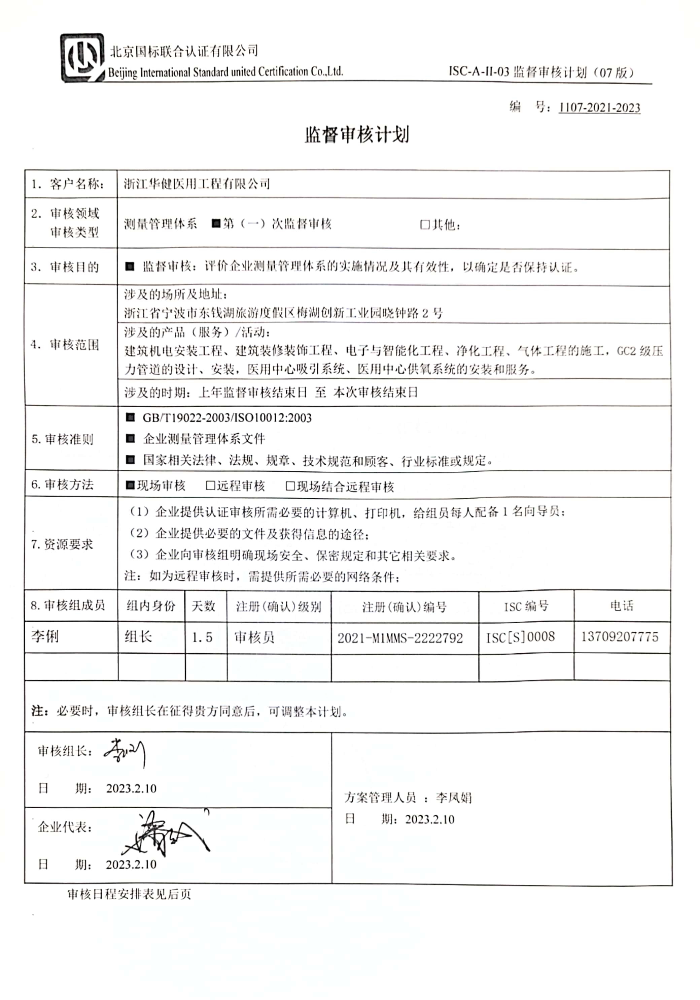 北京国标联合认证有限公司
Beijing International Standard united Certification Co.,Ltd.
ISC-A-II-03 监督审核计划（07 版）
编 号：1107-2021-2023
监督审核计划
1. 客户名称： 浙江华健医用工程有限公司
2. 审核领域
审核类型
测量管理体系 ■第（一）次监督审核 □其他：
3. 审核目的 ■ 监督审核：评价企业测量管理体系的实施情况及其有效性，以确定是否保持认证。
4. 审核范围
涉及的场所及地址：
浙江省宁波市东钱湖旅游度假区梅湖创新工业园晓钟路 2 号
涉及的产品（服务）/活动：
建筑机电安装工程、建筑装修装饰工程、电子与智能化工程、净化工程、气体工程的施工，GC2 级压
力管道的设计、安装，医用中心吸引系统、医用中心供氧系统的安装和服务。
涉及的时期：上年监督审核结束日 至 本次审核结束日
5. 审核准则
■ GB/T19022-2003/ISO10012:2003
■ 企业测量管理体系文件
■ 国家相关法律、法规、规章、技术规范和顾客、行业标准或规定。
6. 审核方法 ■现场审核 □远程审核 □现场结合远程审核
7. 资源要求
（1）企业提供认证审核所需必要的计算机、打印机，给组员每人配备 1 名向导员；
（2）企业提供必要的文件及获得信息的途径；
（3）企业向审核组明确现场安全、保密规定和其它相关要求。
注：如为远程审核时，需提供所需必要的网络条件；
8. 审核组成员 组内身份 天数 注册(确认)级别 注册(确认)编号 ISC 编号 电话
李俐 组长 1.5 审核员 2021-M1MMS-2222792 ISC[S]0008 13709207775
注：必要时，审核组长在征得贵方同意后，可调整本计划。
审核组长： 李俐
日 期： 2023.2.10
企业代表：
日 期： 2023.2.10
方案管理人员 ：李凤娟
日 期：2023.2.10
审核日程安排表见后页